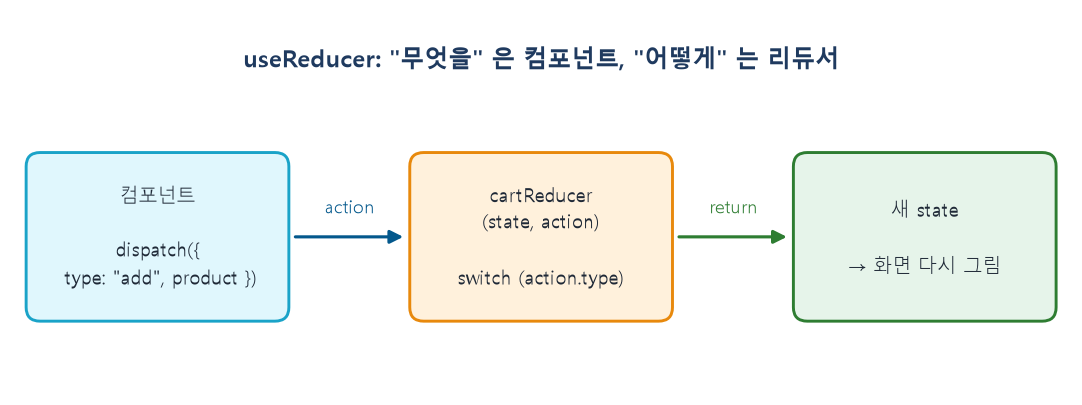 useReducer: "무엇을" 은 컴포넌트, "어떻게" 는 리듀서
컴포넌트
dispatch({
type: "add", product })
action
cartReducer
(state, action)
switch (action.type)
return
새 state
→ 화면 다시 그림